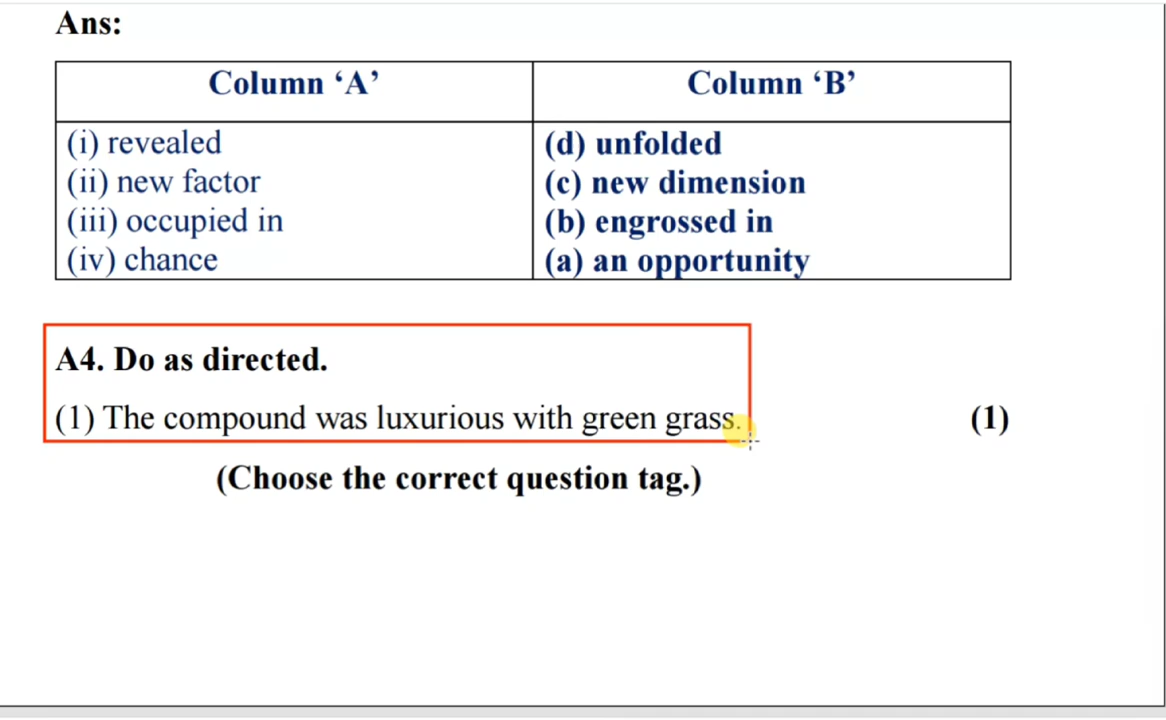 Ans:
Column ‘A’ Column ‘B’
(i) revealed (d) unfolded
(ii) new factor (c) new dimension
(iii) occupied in (b) engrossed in
(iv) chance (a) an opportunity
A4. Do as directed.
(1) The compound was luxurious with green grass. (1)
(Choose the correct question tag.)